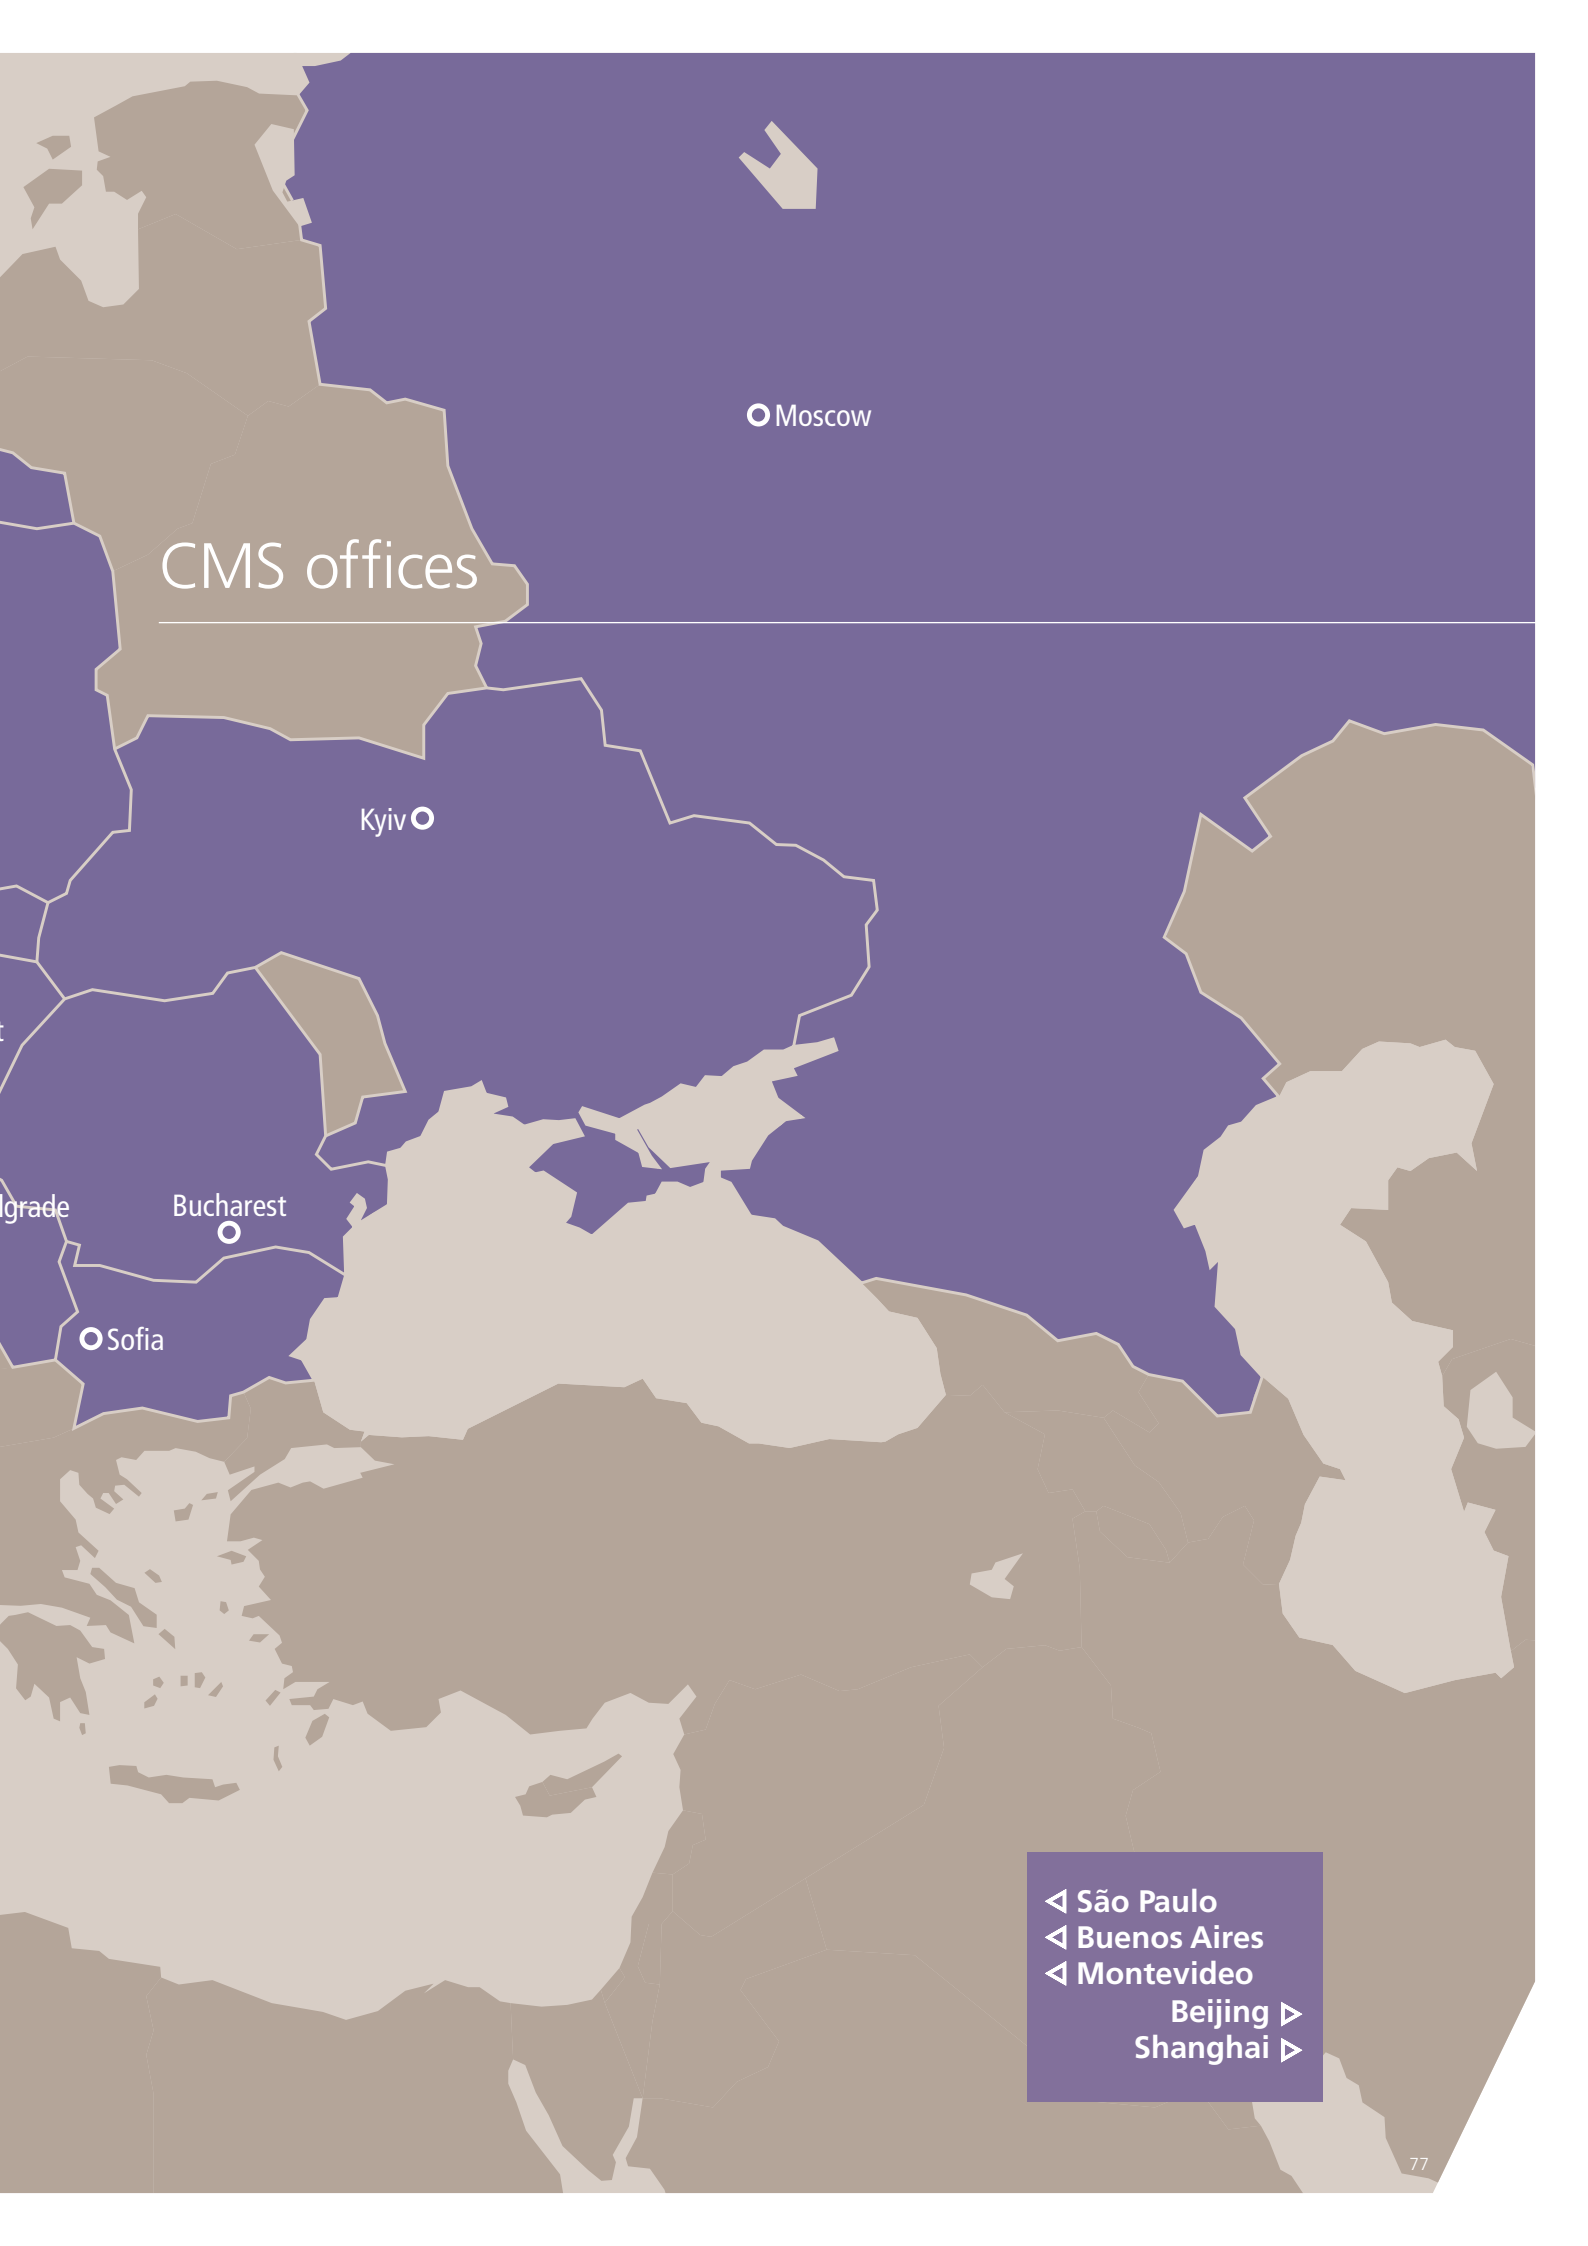 Moscow
CMS offices
Kyiv
t
lgrade
Bucharest
Sofia
São Paulo
Buenos Aires
Montevideo
Beijing
Shanghai
77